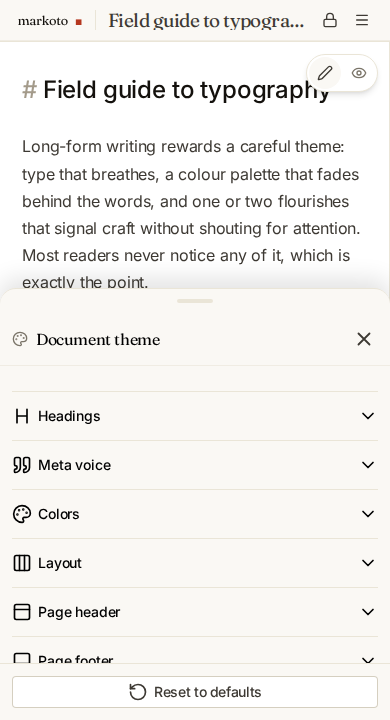 markoto
Field guide to typogra...
# Field guide to typography
Long-form writing rewards a careful theme:
type that breathes, a colour palette that fades
behind the words, and one or two flourishes
that signal craft without shouting for attention.
Most readers never notice any of it, which is
exactly the point.
Document theme
Headings
Meta voice
Colors
Layout
Page header
Page footer
Reset to defaults